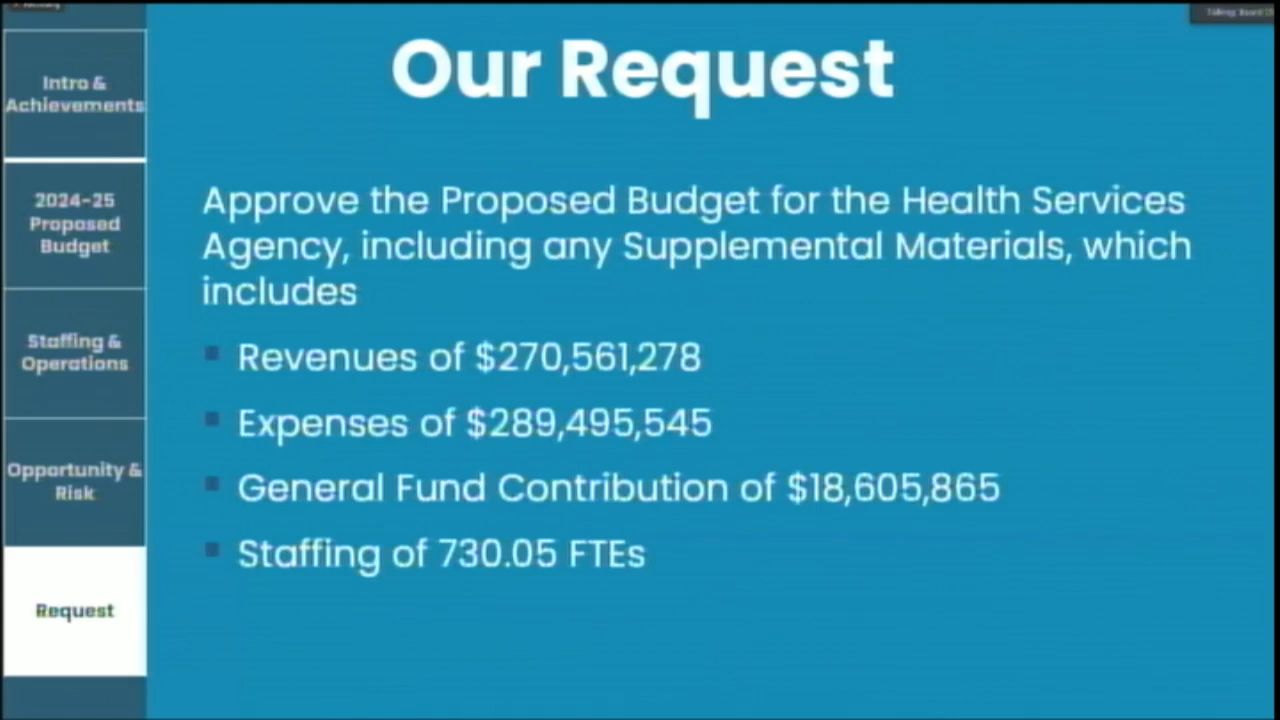 Our Request
Intro &
Achievements
2024-25
Proposed
Budget
Staffing &
Operations
Opportunity &
Risk
Request
Approve the Proposed Budget for the Health Services
Agency, including any Supplemental Materials, which
includes
Revenues of $270,561,278
Expenses of $289,495,545
General Fund Contribution of $18,605,865
Staffing of 730.05 FTEs